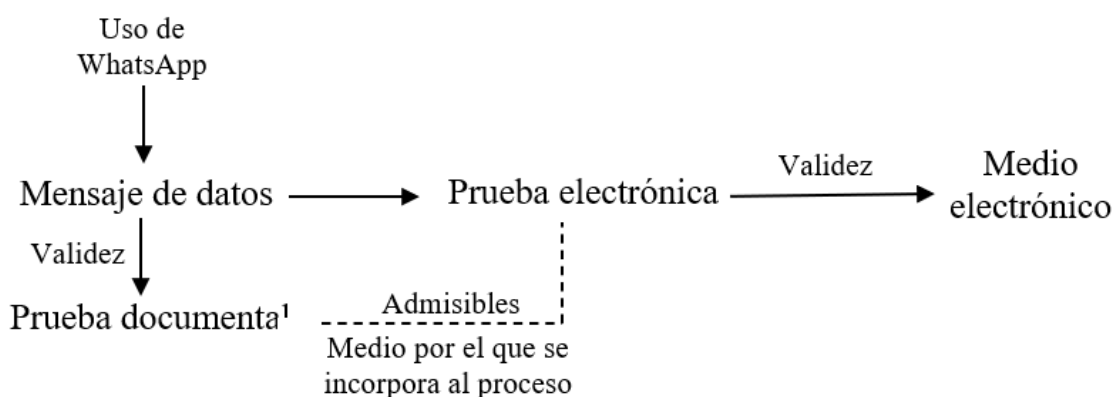 Uso de
WhatsApp
Mensaje de datos
Prueba electrónica
Validez
Medio
electrónico
Validez
Prueba documental
Admisibles
Medio por el que se
incorpora al proceso